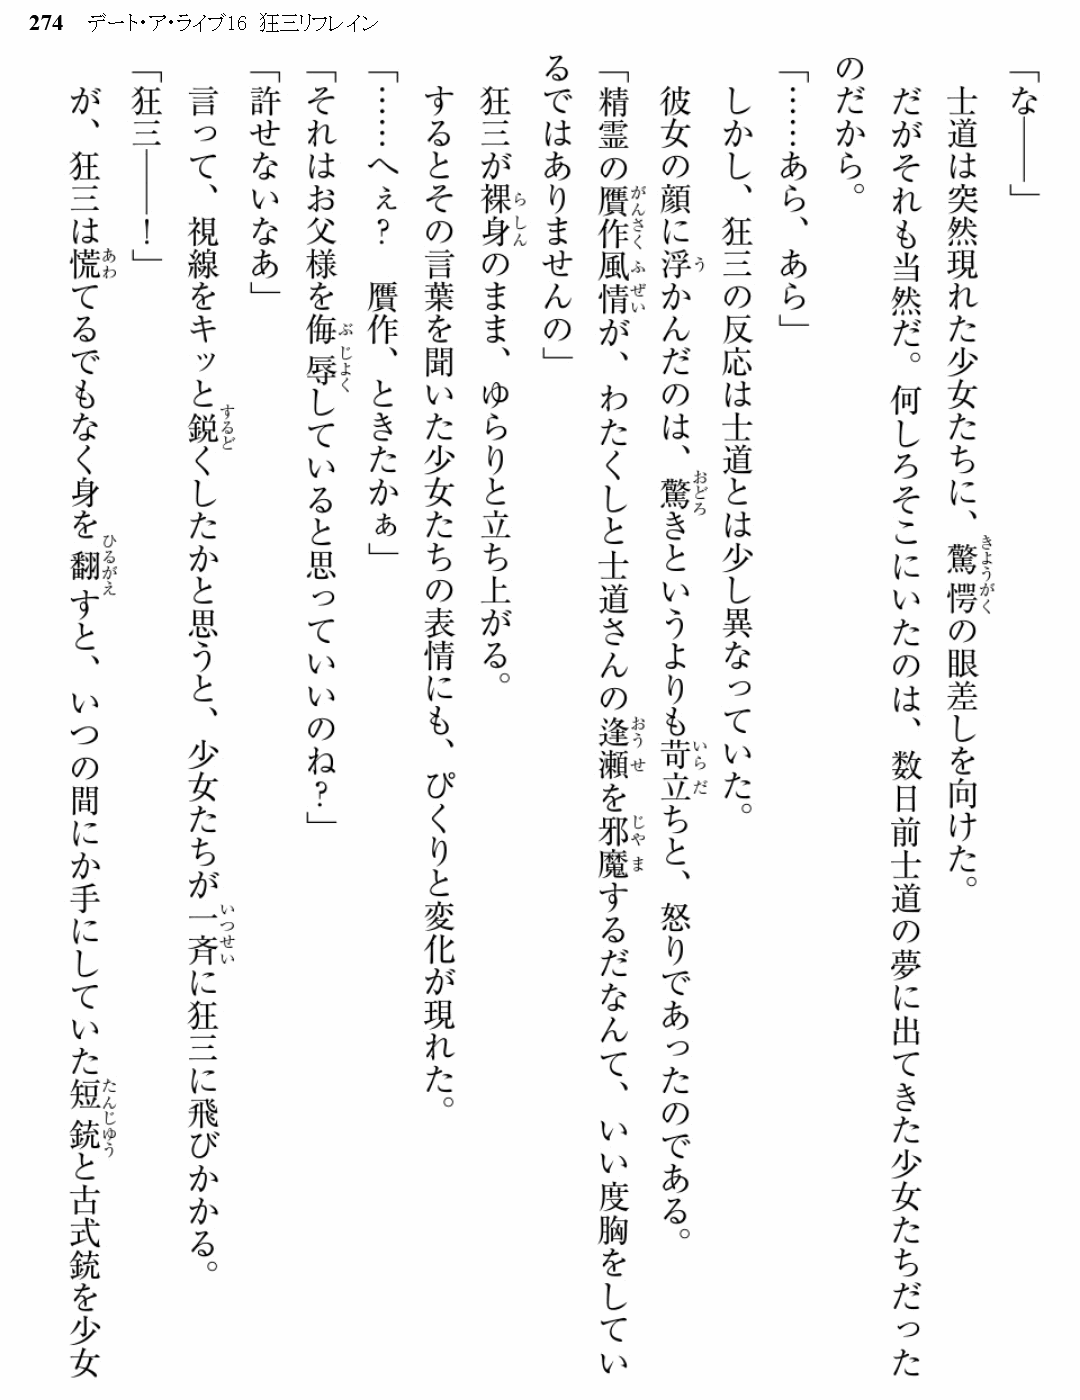 274 デート・ア・ライブ16 狂三リフレイン
「な――」
士道は突然現れた少女たちに、驚愕の眼差しを向けた。
だがそれも当然だ。何しろそこにいたのは、数日前士道の夢に出てきた少女たちだった
のだから。
「……あら、あら」
しかし、狂三の反応は士道とは少し異なっていた。
彼女の顔に浮かんだのは、驚きというよりも苛立ちと、怒りであったのである。
「精霊の贋作風情が、わたくしと士道さんの逢瀬を邪魔するだなんて、いい度胸をしてい
るではありませんの」
狂三が裸身のまま、ゆらりと立ち上がる。
するとその言葉を聞いた少女たちの表情にも、ぴくりと変化が現れた。
「……へぇ？　贋作、ときたかぁ」
「それはお父様を侮辱していると思っていいのね？」
「許せないなあ」
言って、視線をキッと鋭くしたかと思うと、少女たちが一斉に狂三に飛びかかる。
「狂三――！」
が、狂三は慌てるでもなく身を翻すと、いつの間にか手にしていた短銃と古式銃を少女